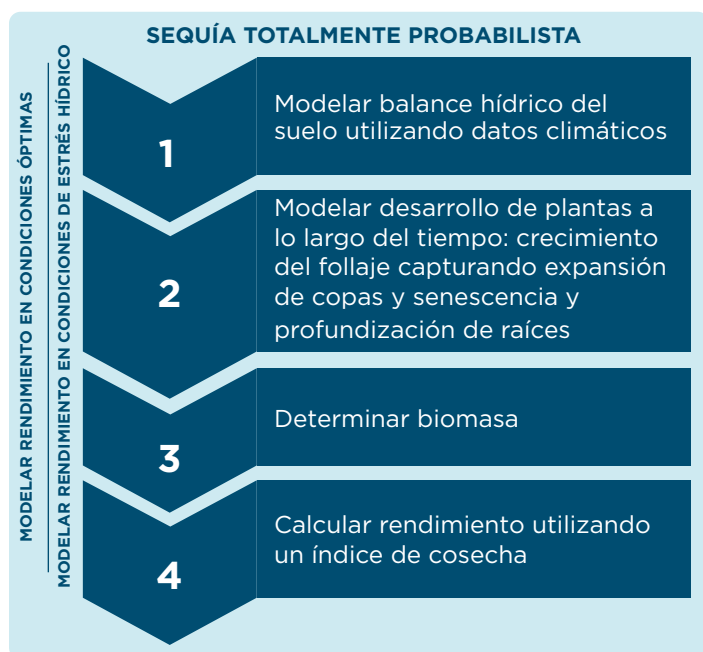 SEQUÍA TOTALMENTE PROBABILISTA
MODELAR RENDIMIENTO EN CONDICIONES ÓPTIMAS
MODELAR RENDIMIENTO EN CONDICIONES DE ESTRÉS HÍDRICO
1
Modelar balance hídrico del
suelo utilizando datos climáticos
2
Modelar desarrollo de plantas a
lo largo del tiempo: crecimiento
del follaje capturando expansión
de copas y senescencia y
profundización de raíces
3
Determinar biomasa
4
Calcular rendimiento utilizando
un índice de cosecha